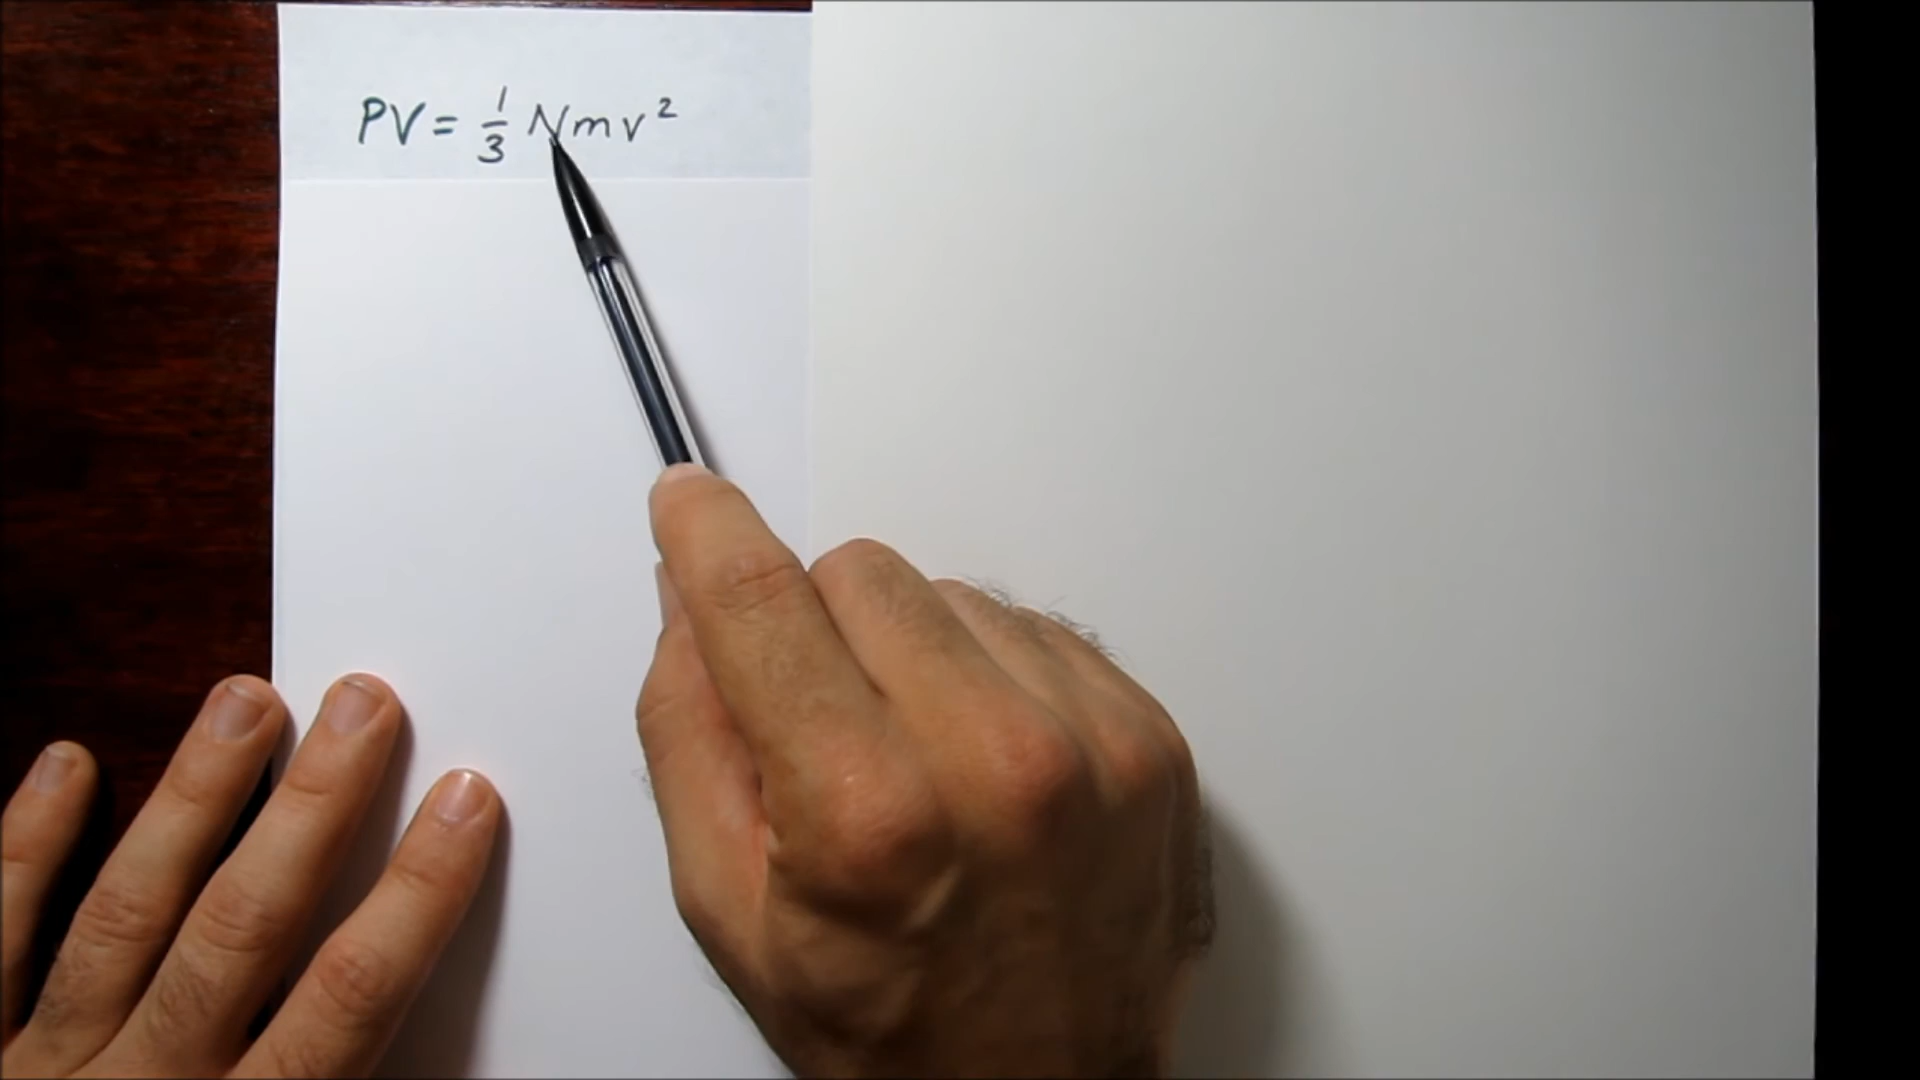 PV = 1/3 Nmv²